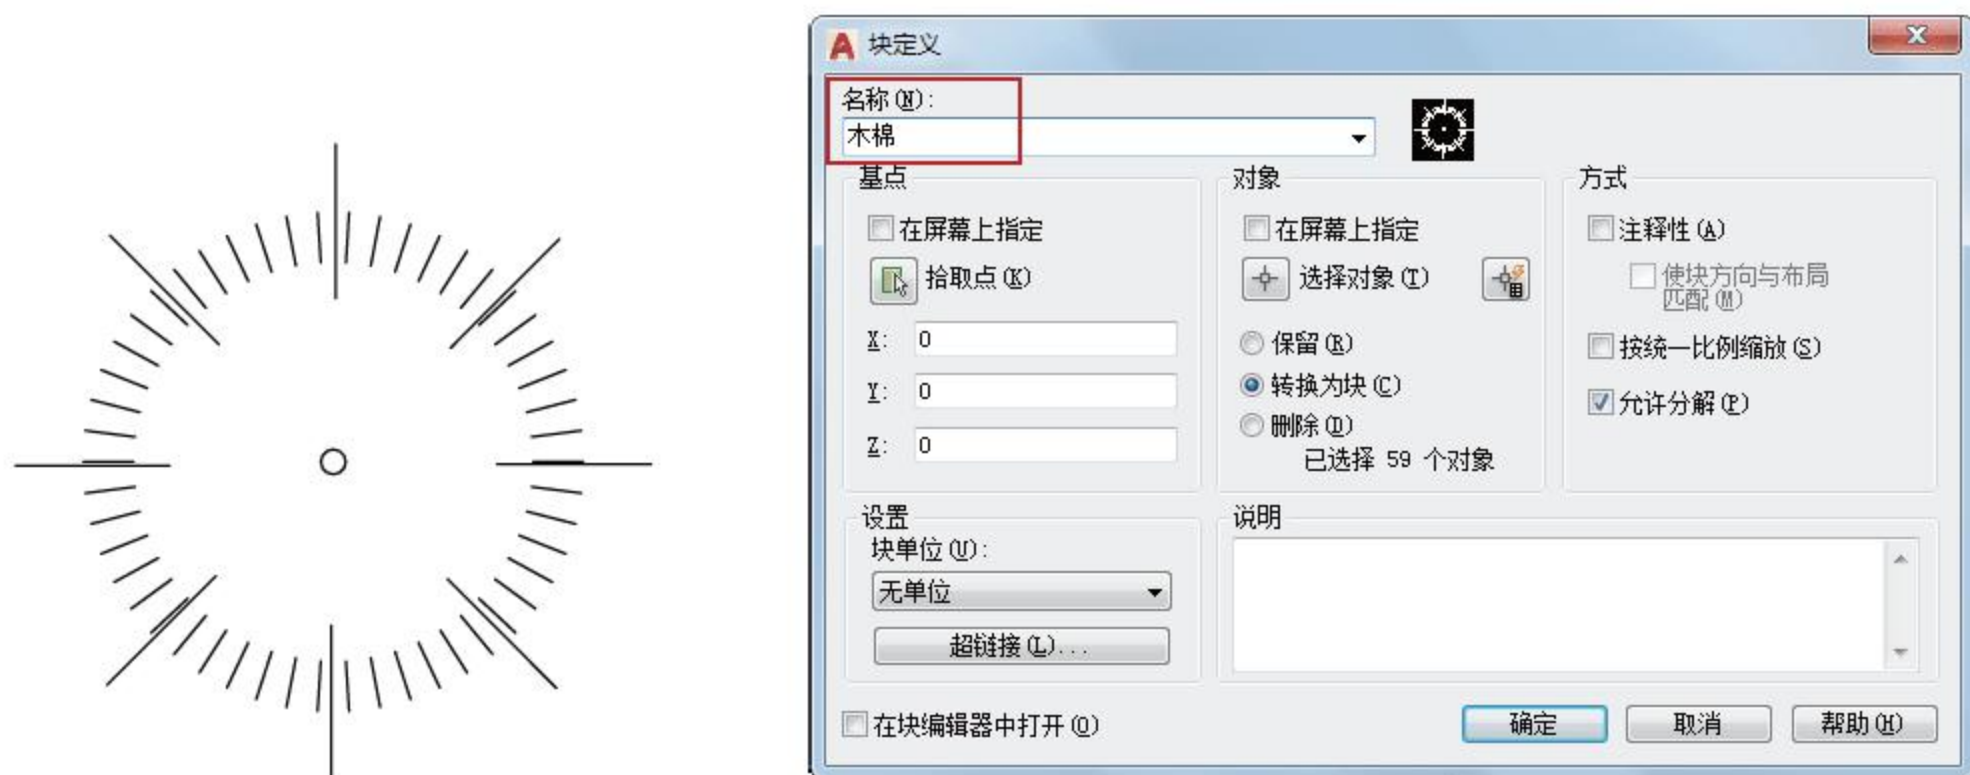 块定义
名称(N):
木棉
基点
在屏幕上指定
拾取点(K)
X: 0
Y: 0
Z: 0
对象
在屏幕上指定
选择对象(T)
保留(R)
转换为块(C)
删除(D)
已选择 59 个对象
方式
注释性(A)
使块方向与布局
匹配(M)
按统一比例缩放(S)
允许分解(P)
设置
块单位(U):
无单位
超链接(L)...
说明
在块编辑器中打开(O)
确定
取消
帮助(H)